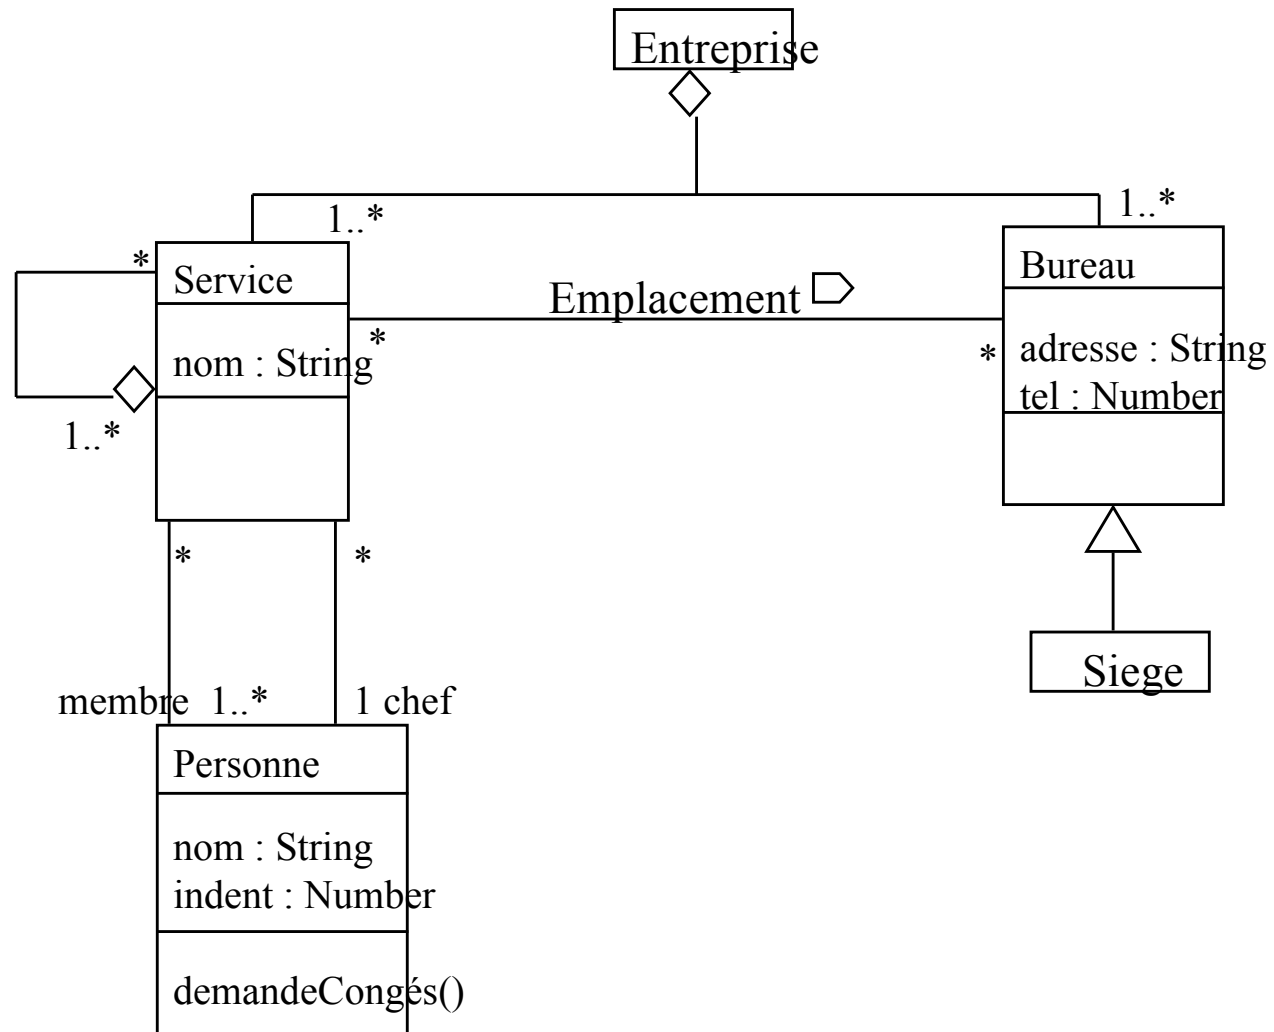 Entreprise
1..*
1..*
*
Service
nom : String
1..*
Emplacement
*
*
Bureau
adresse : String
tel : Number
Siege
*
*
membre 1..*
1 chef
Personne
nom : String
indent : Number
demandeCongés()